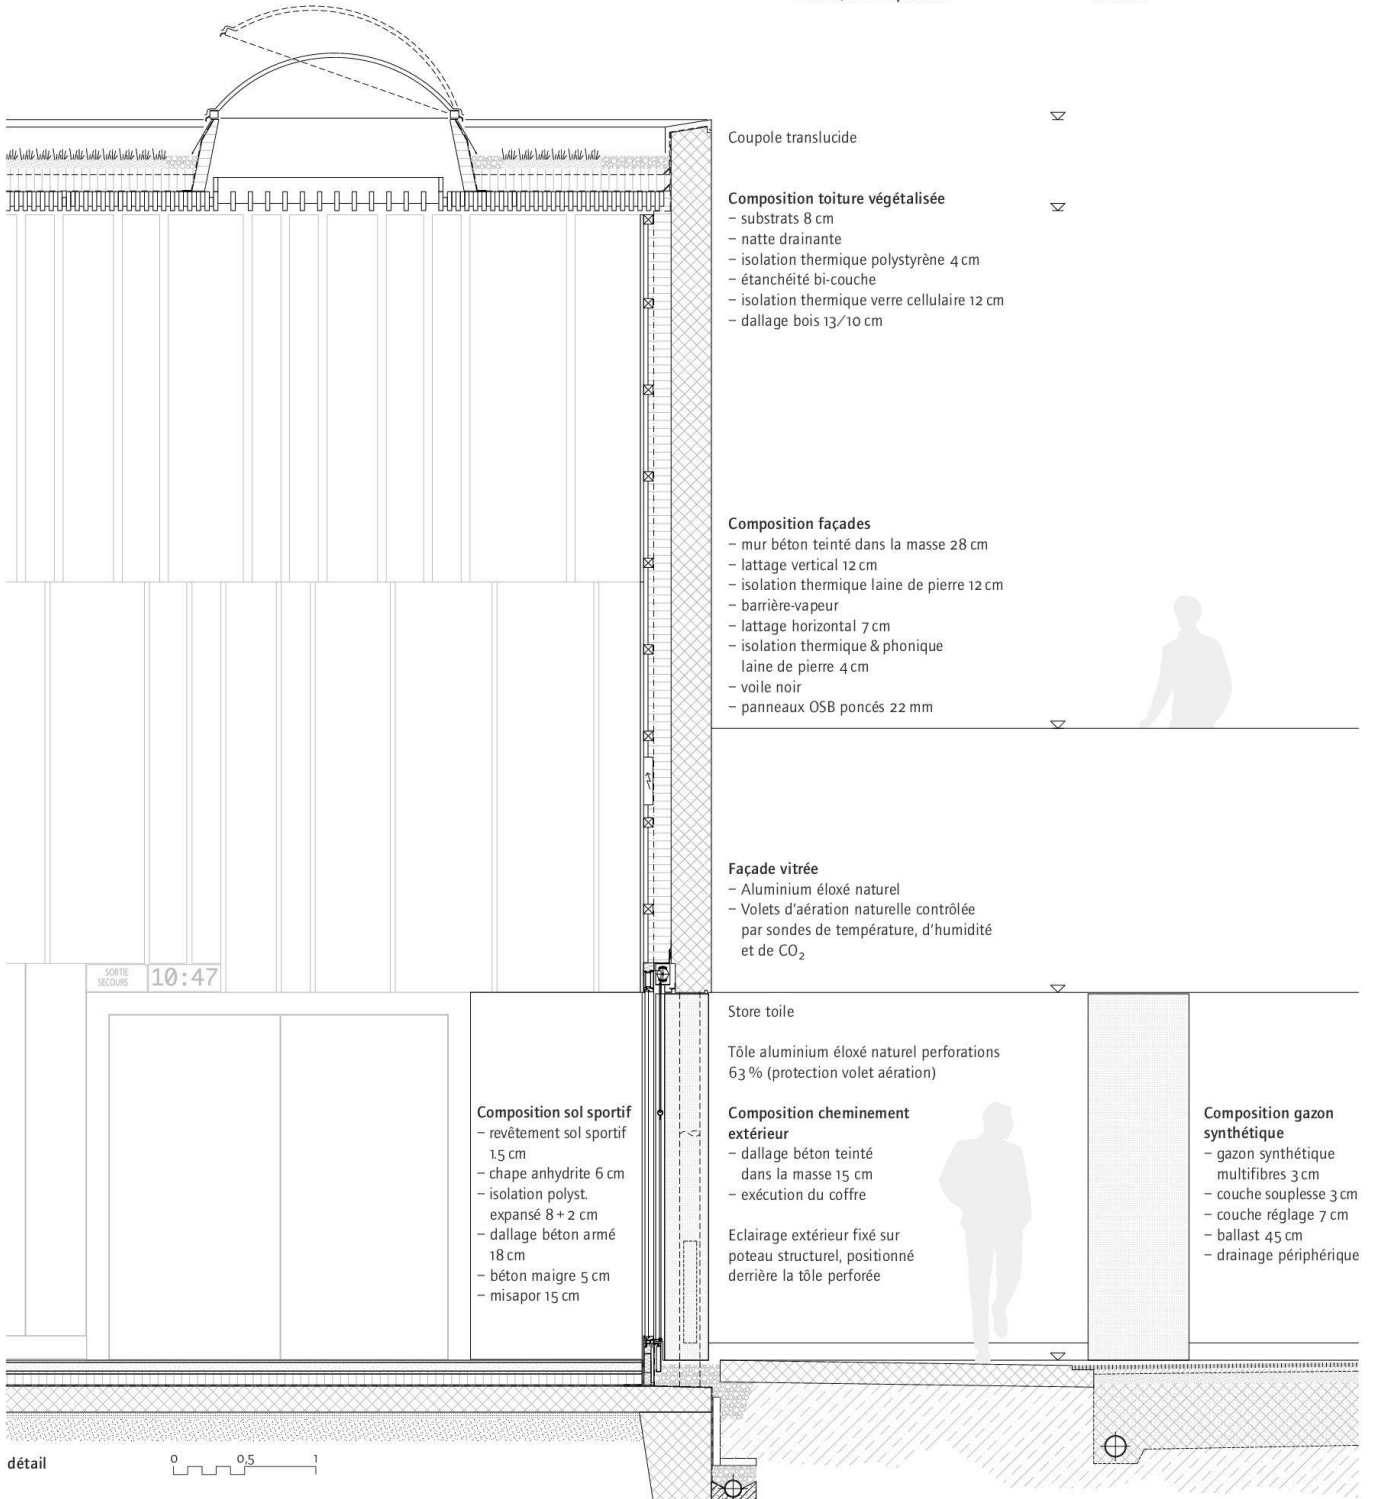 Coupole translucide
Composition toiture végétalisée
– substrats 8 cm
– natte drainante
– isolation thermique polystyrène 4 cm
– étanchéité bi-couche
– isolation thermique verre cellulaire 12 cm
– dallage bois 13/10 cm
Composition façades
– mur béton teinté dans la masse 28 cm
– lattage vertical 12 cm
– isolation thermique laine de pierre 12 cm
– barrière-vapeur
– lattage horizontal 7 cm
– isolation thermique & phonique
laine de pierre 4 cm
– voile noir
– panneaux OSB poncés 22 mm
Façade vitrée
– Aluminium éloxé naturel
– Volets d'aération naturelle contrôlée
par sondes de température, d'humidité
et de CO₂
SORTIE
SECOURS
10:47
Store toile
Tôle aluminium éloxé naturel perforations
63 % (protection volet aération)
Composition sol sportif
– revêtement sol sportif
1.5 cm
– chape anhydrite 6 cm
– isolation polyst.
expansé 8 + 2 cm
– dallage béton armé
18 cm
– béton maigre 5 cm
– misapor 15 cm
Composition cheminement
extérieur
– dallage béton teinté
dans la masse 15 cm
– exécution du coffre
Eclairage extérieur fixé sur
poteau structurel, positionné
derrière la tôle perforée
Composition gazon
synthétique
– gazon synthétique
multifibres 3 cm
– couche souplesse 3 cm
– couche réglage 7 cm
– ballast 45 cm
– drainage périphérique
détail
0 0,5 1